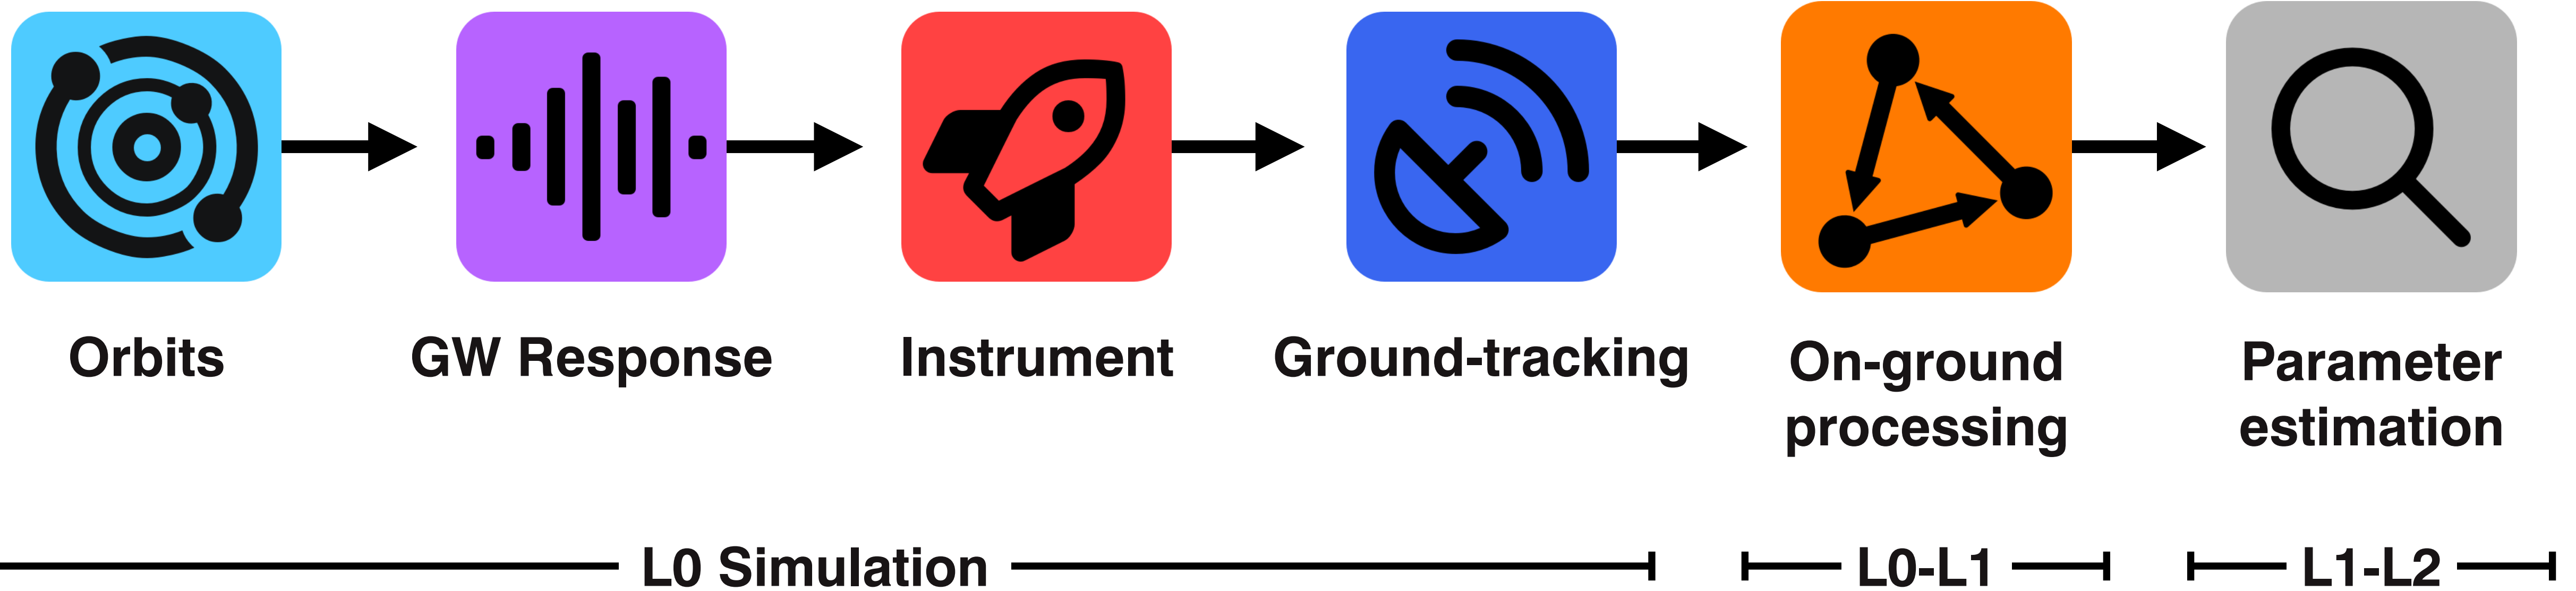 Orbits
GW Response
Instrument
Ground-tracking
On-ground
processing
Parameter
estimation
L0 Simulation
L0-L1
L1-L2